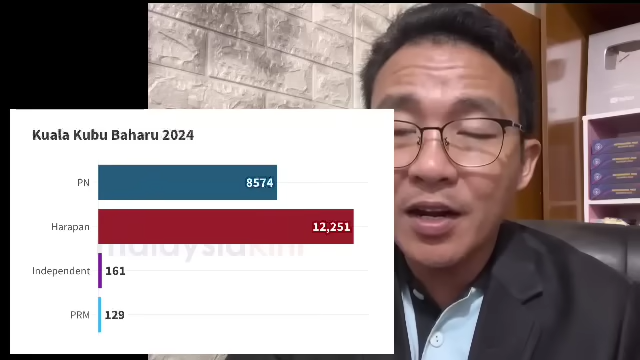 Kuala Kubu Baharu 2024
PN 8574
Harapan 12,251
malaysiakini
Independent 161
PRM 129